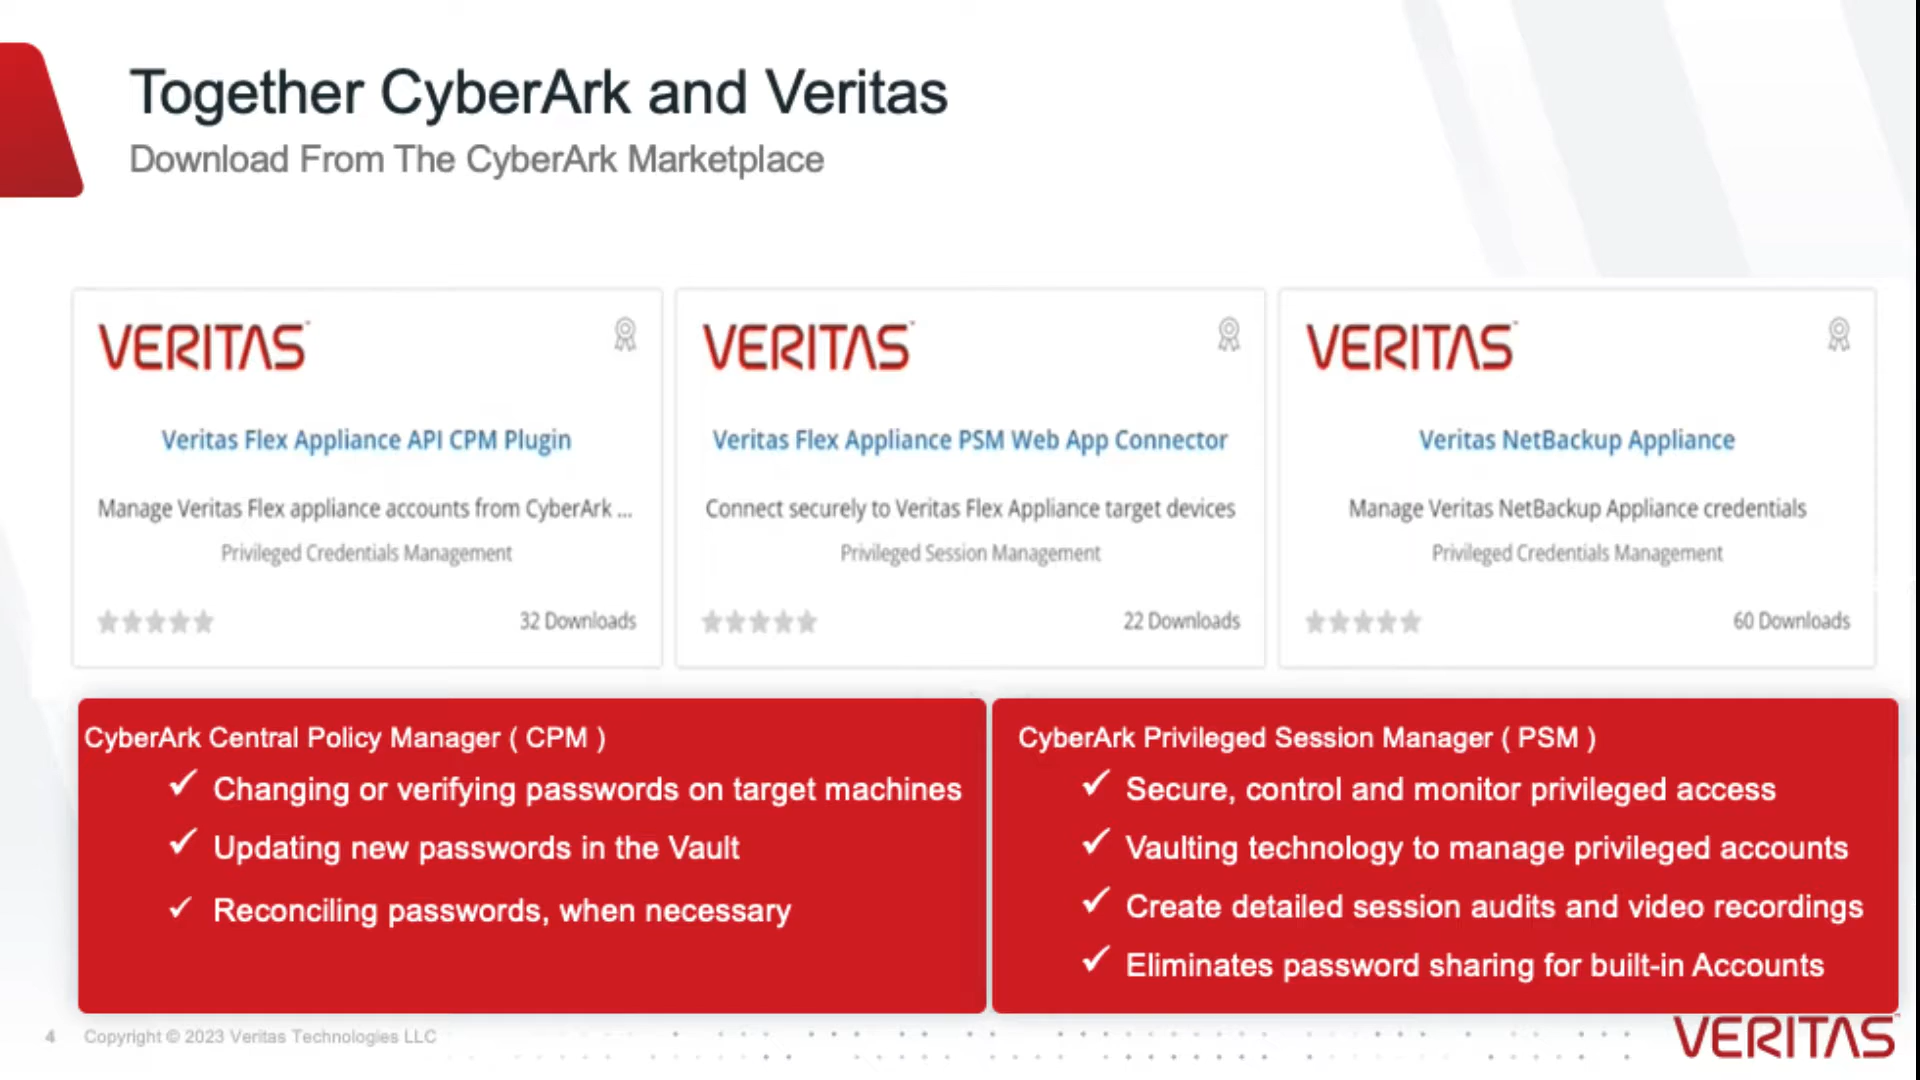 Together CyberArk and Veritas
Download From The CyberArk Marketplace
VERITAS
Veritas Flex Appliance API CPM Plugin
Manage Veritas Flex appliance accounts from CyberArk ...
Privileged Credentials Management
32 Downloads
VERITAS
Veritas Flex Appliance PSM Web App Connector
Connect securely to Veritas Flex Appliance target devices
Privileged Session Management
22 Downloads
VERITAS
Veritas NetBackup Appliance
Manage Veritas NetBackup Appliance credentials
Privileged Credentials Management
60 Downloads
CyberArk Central Policy Manager ( CPM )
✓ Changing or verifying passwords on target machines
✓ Updating new passwords in the Vault
✓ Reconciling passwords, when necessary
CyberArk Privileged Session Manager ( PSM )
✓ Secure, control and monitor privileged access
✓ Vaulting technology to manage privileged accounts
✓ Create detailed session audits and video recordings
✓ Eliminates password sharing for built-in Accounts
4 Copyright © 2023 Veritas Technologies LLC
VERITAS